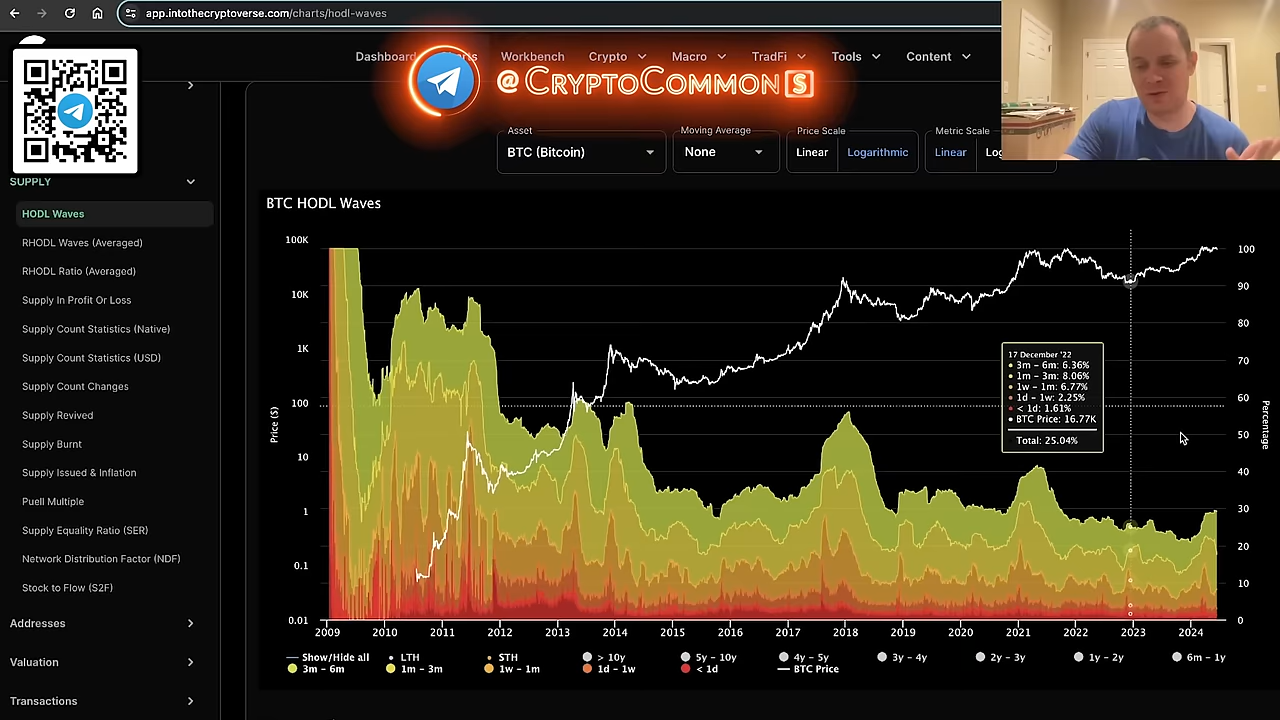 app.intothecryptoverse.com/charts/hodl-waves
Dashboard
Workbench
Crypto
Macro
TradFi
Tools
Content
@CryptoCommonS
SUPPLY
HODL Waves
RHODL Waves (Averaged)
RHODL Ratio (Averaged)
Supply In Profit Or Loss
Supply Count Statistics (Native)
Supply Count Statistics (USD)
Supply Count Changes
Supply Revived
Supply Burnt
Supply Issued & Inflation
Puell Multiple
Supply Equality Ratio (SER)
Network Distribution Factor (NDF)
Stock to Flow (S2F)
Addresses
Valuation
Transactions
Asset
BTC (Bitcoin)
Moving Average
None
Price Scale
Linear
Logarithmic
Metric Scale
Linear
BTC HODL Waves
100K
10K
1K
100
10
1
0.1
0.01
Price ($)
100
90
80
70
60
50
40
30
20
10
0
Percentage
17 December '22
3m – 6m: 6.36%
1m – 3m: 8.06%
1w – 1m: 6.77%
1d – 1w: 2.25%
< 1d: 1.61%
BTC Price: 16.77K
Total: 25.04%
2009 2010 2011 2012 2013 2014 2015 2016 2017 2018 2019 2020 2021 2022 2023 2024
Show/Hide all LTH STH > 10y 5y – 10y 4y – 5y 3y – 4y 2y – 3y 1y – 2y 6m – 1y
3m – 6m 1m – 3m 1w – 1m 1d – 1w < 1d BTC Price